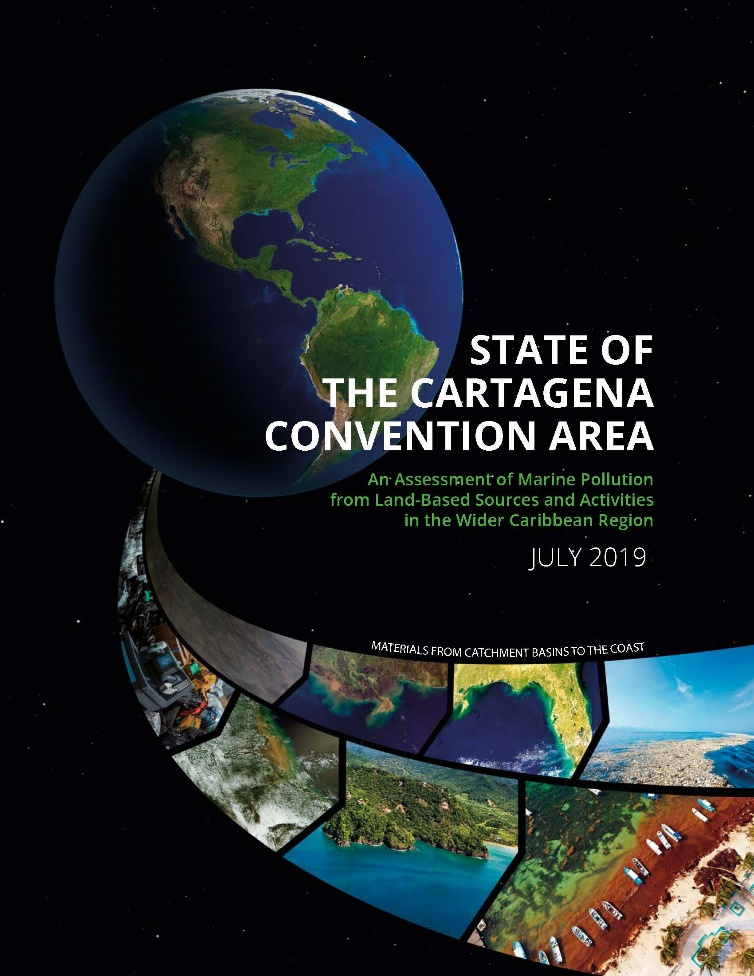 STATE OF
THE CARTAGENA
CONVENTION AREA
An Assessment of Marine Pollution
from Land-Based Sources and Activities
in the Wider Caribbean Region
JULY 2019
MATERIALS FROM CATCHMENT BASINS TO THE COAST